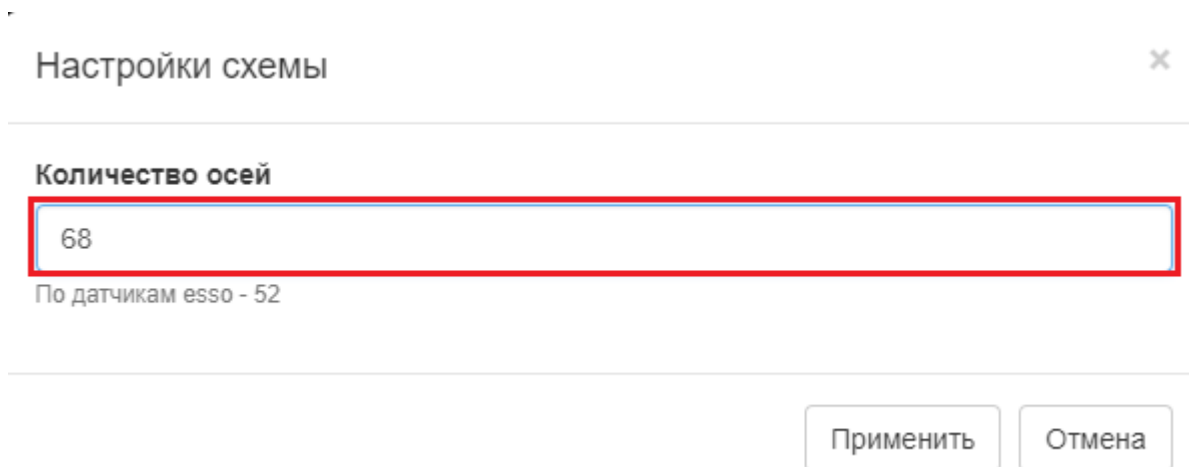 Настройки схемы
×
Количество осей
68
По датчикам esso - 52
Применить
Отмена